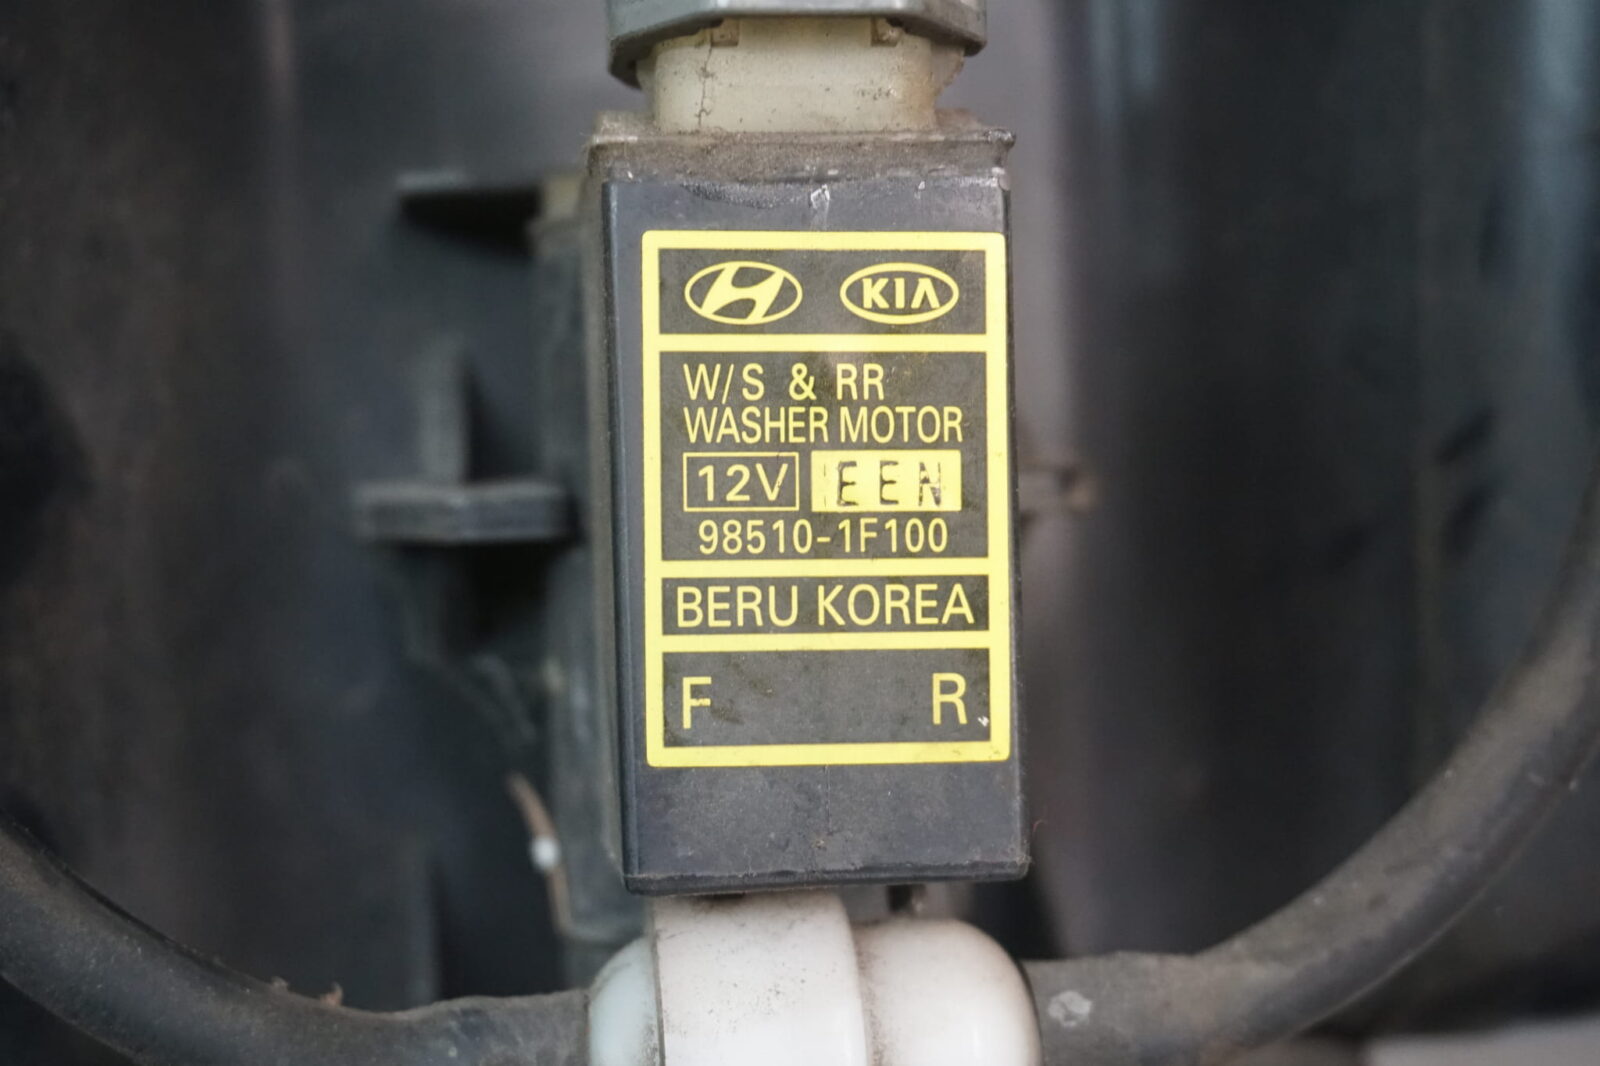 KIA
W/S & RR
WASHER MOTOR
12V EEN
98510-1F100
BERU KOREA
F R